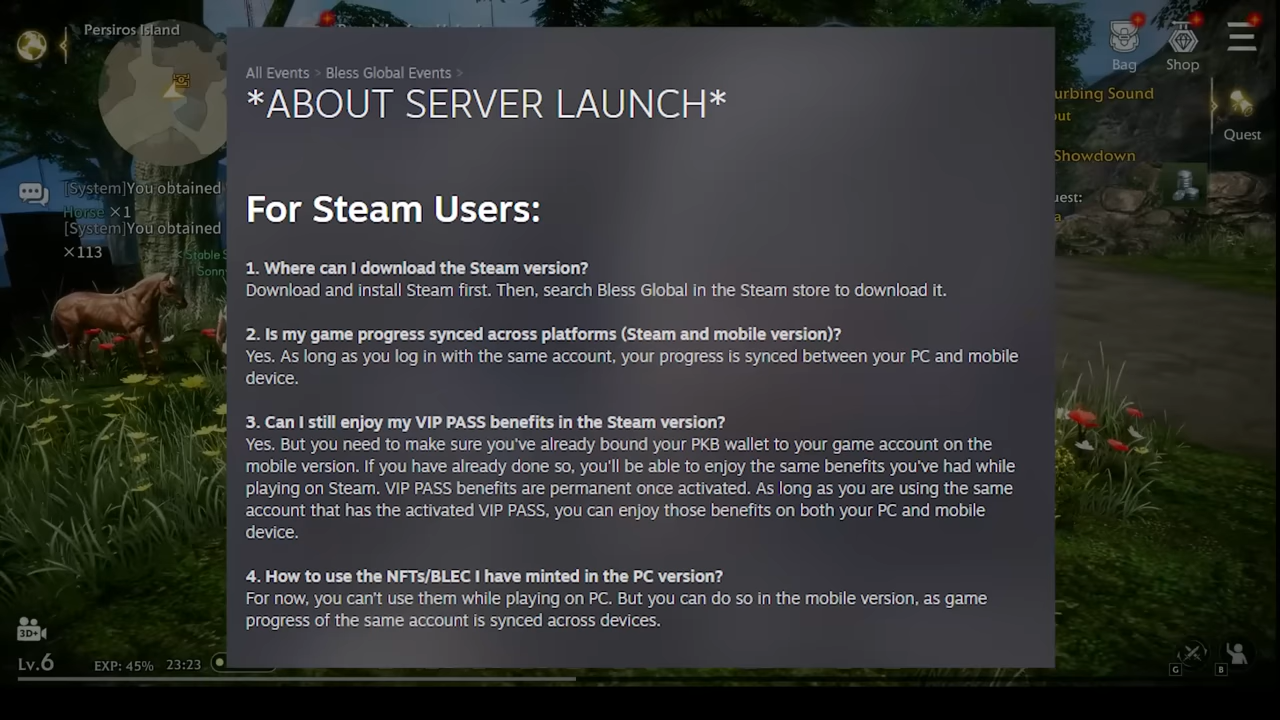 Persiros Island
Bag
Shop
Quest
urbing Sound
out
Showdown
uest:
a
[System]You obtained
Horse ×1
[System]You obtained
×113
Stable S
Sonny
All Events > Bless Global Events >
*ABOUT SERVER LAUNCH*
For Steam Users:
1. Where can I download the Steam version?
Download and install Steam first. Then, search Bless Global in the Steam store to download it.
2. Is my game progress synced across platforms (Steam and mobile version)?
Yes. As long as you log in with the same account, your progress is synced between your PC and mobile
device.
3. Can I still enjoy my VIP PASS benefits in the Steam version?
Yes. But you need to make sure you've already bound your PKB wallet to your game account on the
mobile version. If you have already done so, you'll be able to enjoy the same benefits you've had while
playing on Steam. VIP PASS benefits are permanent once activated. As long as you are using the same
account that has the activated VIP PASS, you can enjoy those benefits on both your PC and mobile
device.
4. How to use the NFTs/BLEC I have minted in the PC version?
For now, you can't use them while playing on PC. But you can do so in the mobile version, as game
progress of the same account is synced across devices.
3D+
Lv.6
EXP: 45%
23:23
G
B